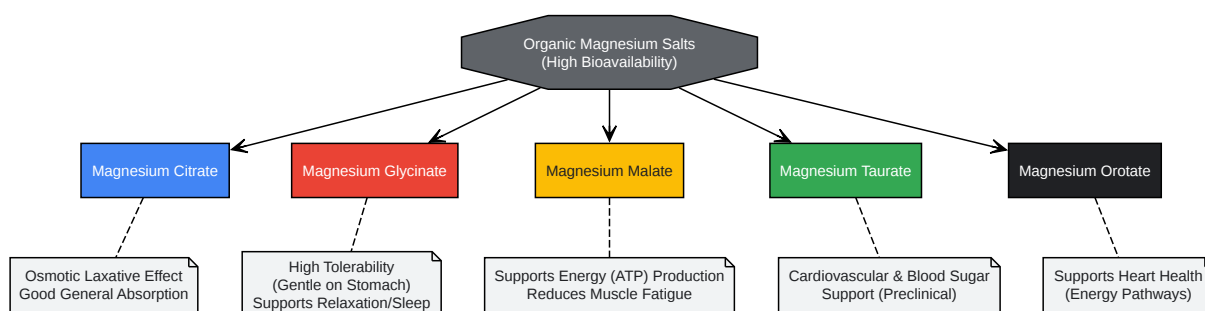 Organic Magnesium Salts
(High Bioavailability)
Magnesium Citrate
Magnesium Glycinate
Magnesium Malate
Magnesium Taurate
Magnesium Orotate
Osmotic Laxative Effect
Good General Absorption
High Tolerability
(Gentle on Stomach)
Supports Relaxation/Sleep
Supports Energy (ATP) Production
Reduces Muscle Fatigue
Cardiovascular & Blood Sugar
Support (Preclinical)
Supports Heart Health
(Energy Pathways)